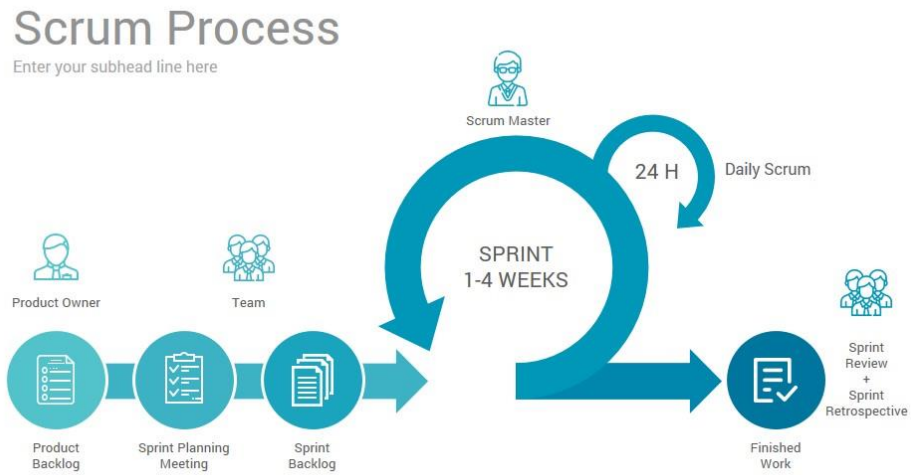 Scrum Process
Enter your subhead line here
Scrum Master
24 H
Daily Scrum
SPRINT
1-4 WEEKS
Product Owner
Team
Sprint
Review
+
Sprint
Retrospective
Product
Backlog
Sprint Planning
Meeting
Sprint
Backlog
Finished
Work